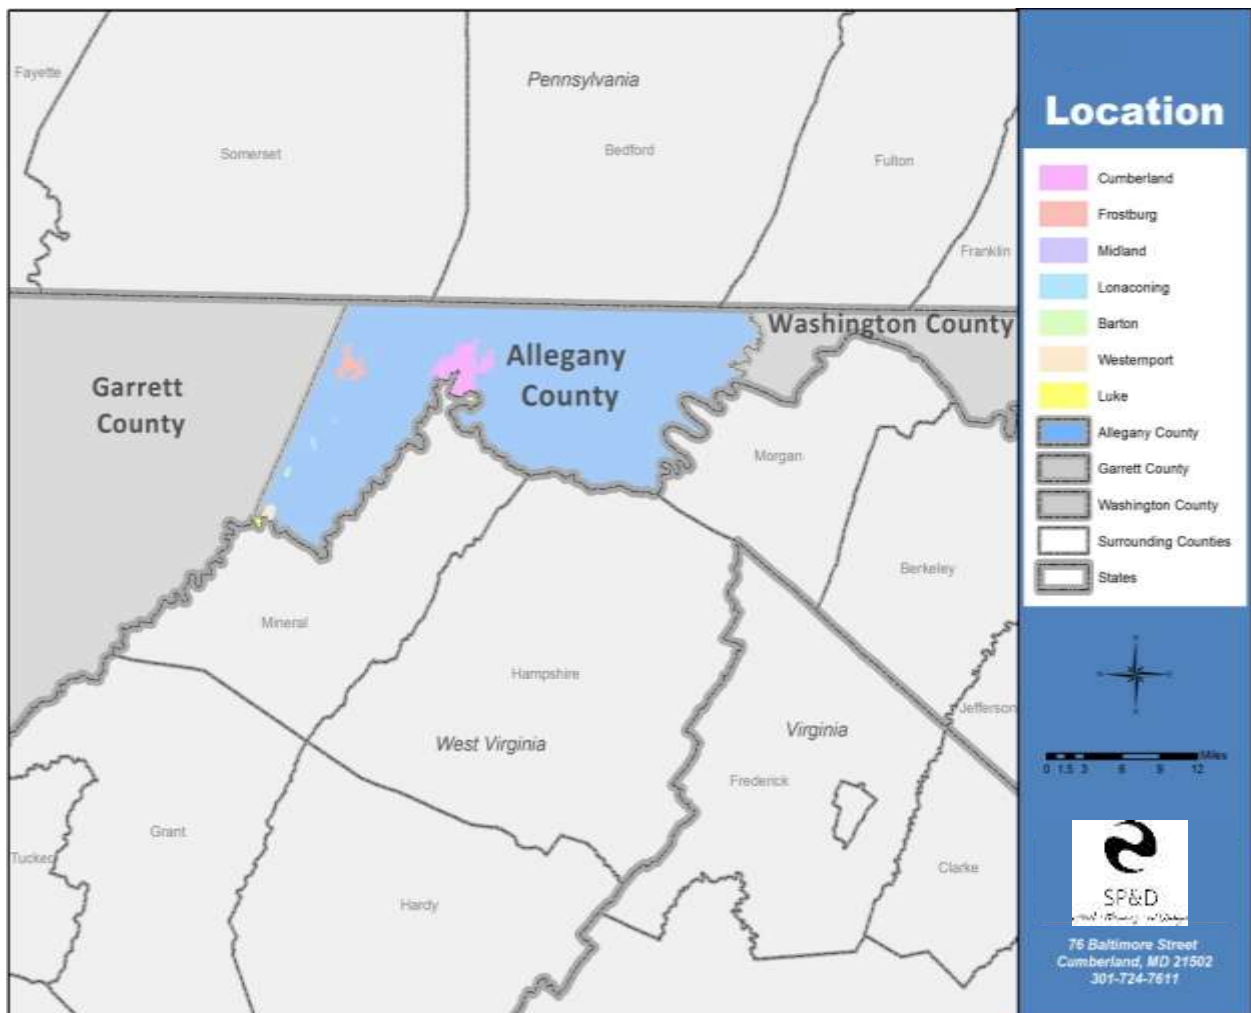 Fayette
Pennsylvania
Somerset
Bedford
Fulton
Franklin
Washington County
Allegany
County
Garrett
County
Morgan
Berkeley
Mineral
Hampshire
Jefferson
West Virginia
Virginia
Frederick
Grant
Tucker
Clarke
Hardy
Location
Cumberland
Frostburg
Midland
Lonaconing
Barton
Westernport
Luke
Allegany County
Garrett County
Washington County
Surrounding Counties
States
0 1.5 3 6 9 12 Miles
SP&D
76 Baltimore Street
Cumberland, MD 21502
301-724-7611